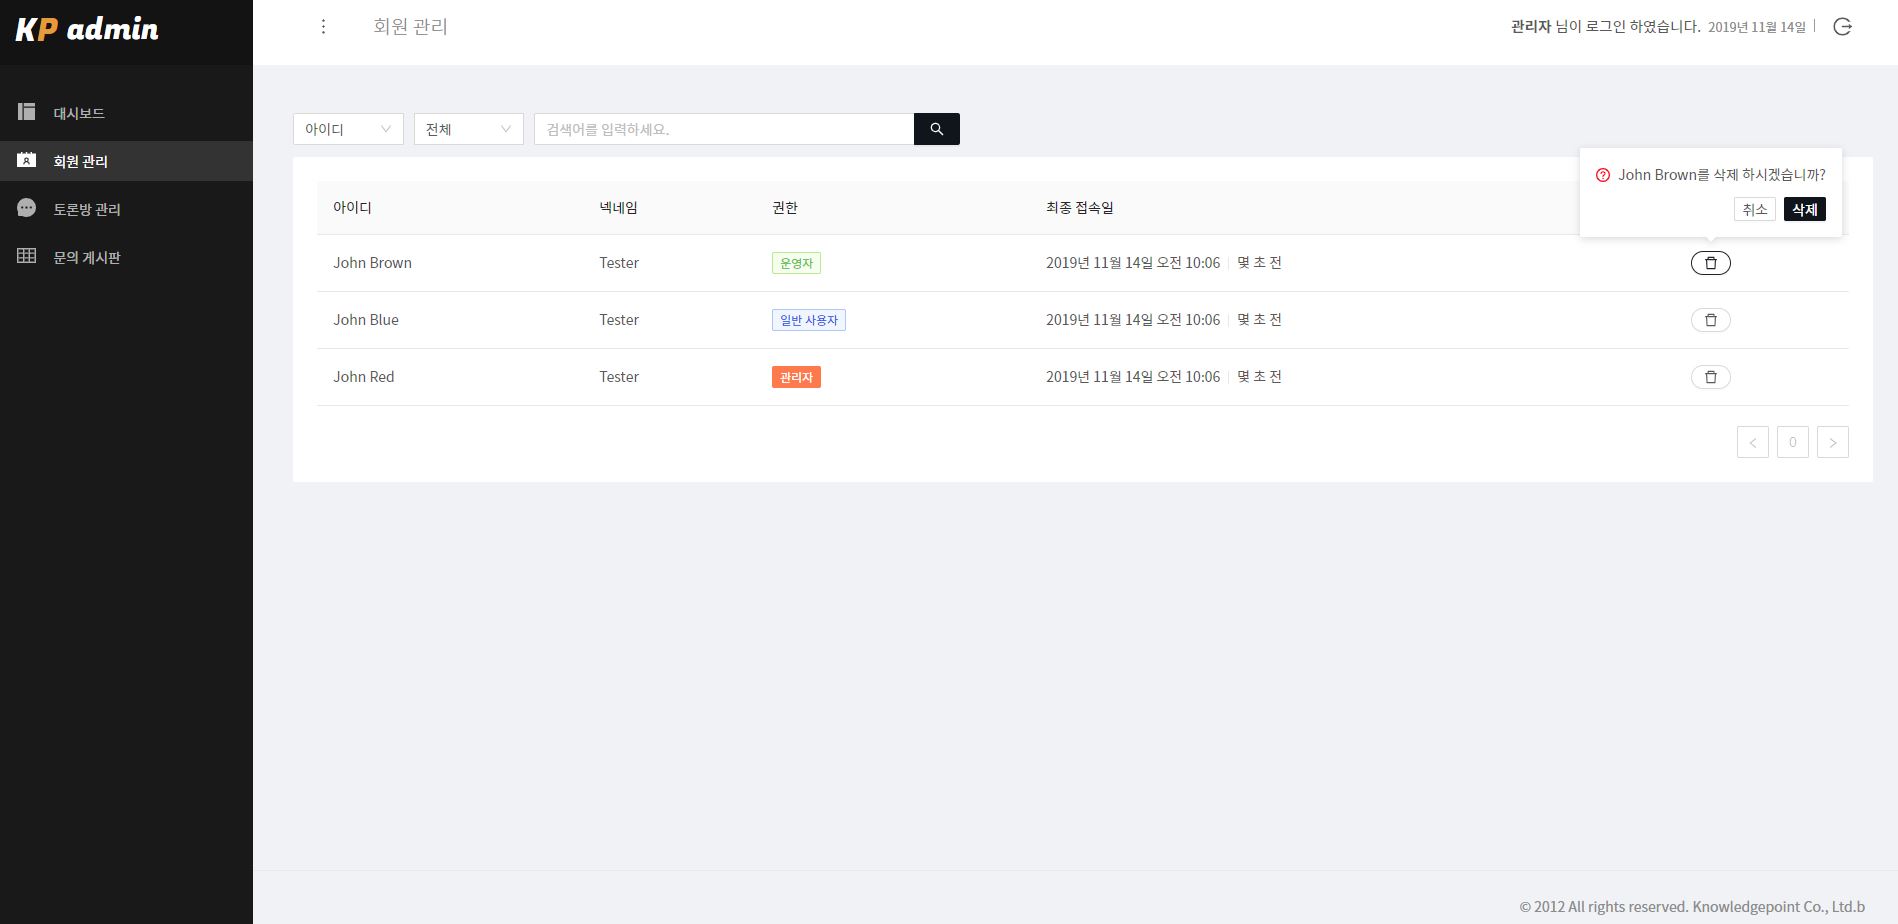 KP admin
회원 관리
관리자 님이 로그인 하였습니다. 2019년 11월 14일
대시보드
회원 관리
토론방 관리
문의 게시판
아이디 전체 검색어를 입력하세요.
John Brown를 삭제 하시겠습니까?
취소 삭제
아이디 넥네임 권한 최종 접속일
John Brown Tester 운영자 2019년 11월 14일 오전 10:06 몇 초 전
John Blue Tester 일반 사용자 2019년 11월 14일 오전 10:06 몇 초 전
John Red Tester 관리자 2019년 11월 14일 오전 10:06 몇 초 전
< 0 >
© 2012 All rights reserved. Knowledgepoint Co., Ltd.b